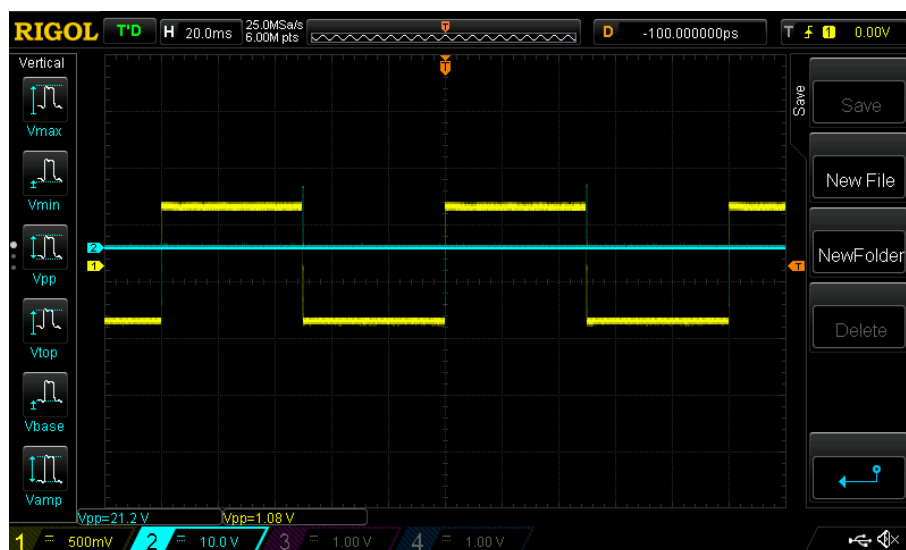 RIGOL T'D H 20.0ms 25.0MSa/s 6.00M pts D -100.000000ps T 1 0.00V
Vertical
Vmax
Vmin
Vpp
Vtop
Vbase
Vamp
T
T
2
1
T
Save
Save
New File
NewFolder
Delete
Vpp=21.2 V Vpp=1.08 V
1 = 500mV 2 = 10.0 V 3 = 1.00 V 4 = 1.00 V